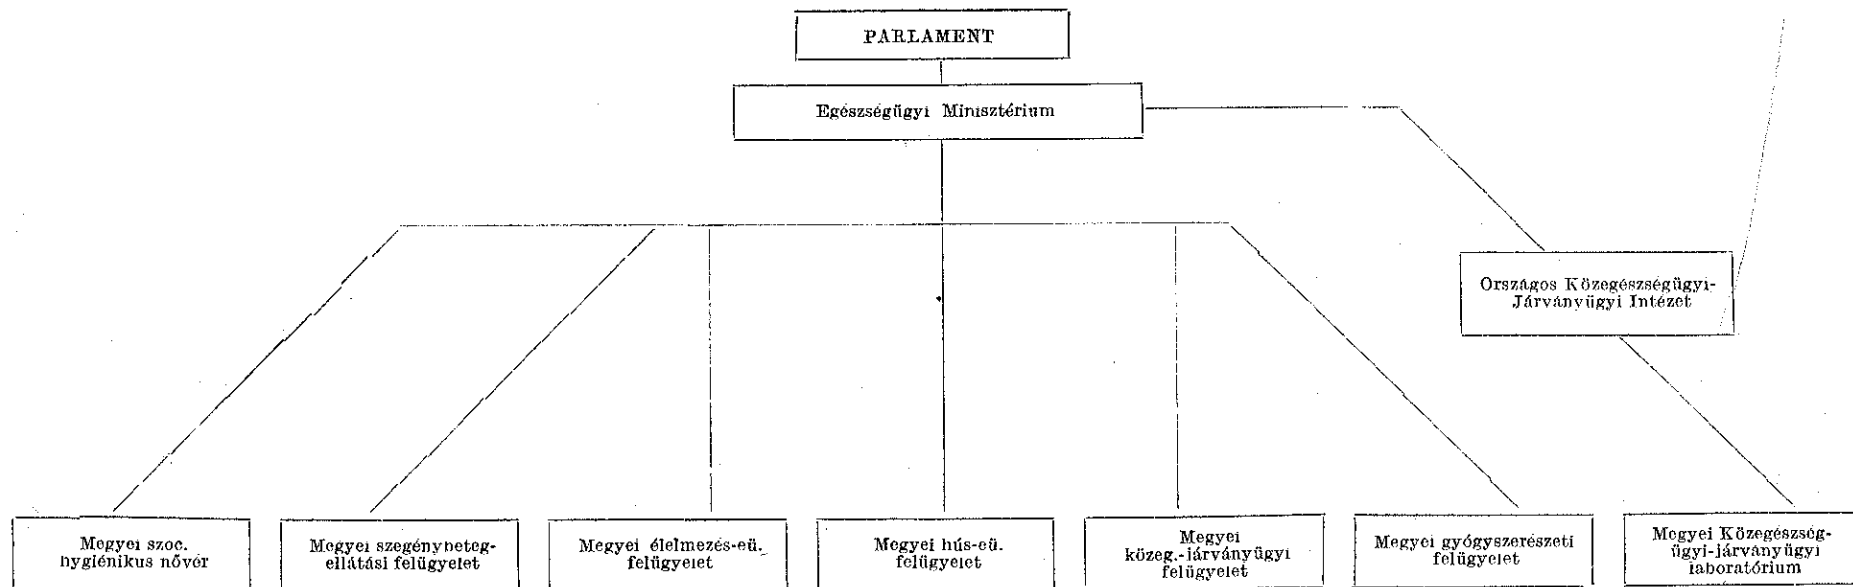 PARLAMENT
Egészségügyi Minisztérium
Országos Közegészségügyi-
Járványügyi Intézet
Megyei szoc.
hygiénikus nővér
Megyei szegénybeteg-
ellátási felügyelet
Megyei élelmezés-eü.
felügyelet
Megyei hús-eü.
felügyelet
Megyei
közeg.-járványügyi
felügyelet
Megyei gyógyszerészeti
felügyelet
Megyei Közegészség-
ügyi-járványügyi
laboratórium